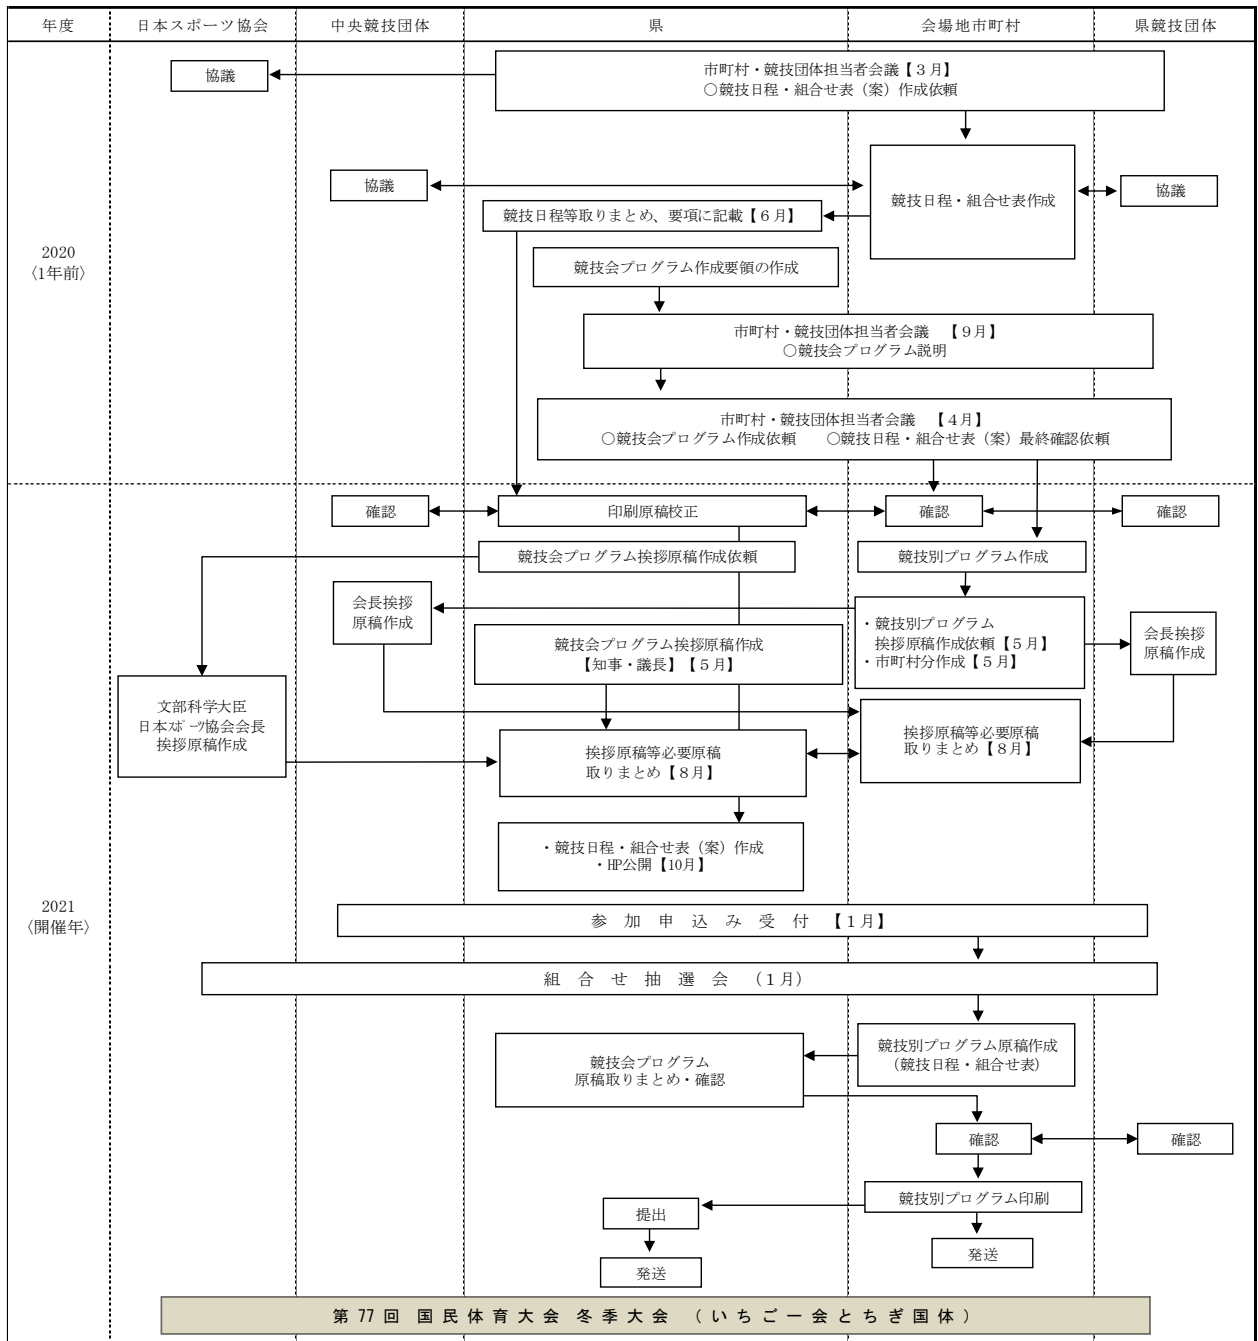 年度
日本スポーツ協会
中央競技団体
県
会場地市町村
県競技団体
市町村・競技団体担当者会議【３月】
○競技日程・組合せ表（案）作成依頼
協議
競技日程・組合せ表作成
協議
協議
競技日程等取りまとめ、要項に記載【６月】
2020
〈1年前〉
競技会プログラム作成要領の作成
市町村・競技団体担当者会議　【９月】
○競技会プログラム説明
市町村・競技団体担当者会議　【４月】
○競技会プログラム作成依頼　　○競技日程・組合せ表（案）最終確認依頼
確認
印刷原稿校正
確認
確認
競技会プログラム挨拶原稿作成依頼
競技別プログラム作成
会長挨拶
原稿作成
・競技別プログラム
挨拶原稿作成依頼【５月】
・市町村分作成【５月】
会長挨拶
原稿作成
競技会プログラム挨拶原稿作成
【知事・議長】【５月】
文部科学大臣
日本ｽﾎﾟｰﾂ協会会長
挨拶原稿作成
挨拶原稿等必要原稿
取りまとめ【８月】
挨拶原稿等必要原稿
取りまとめ【８月】
・競技日程・組合せ表（案）作成
・HP公開【10月】
2021
〈開催年〉
参　加　申　込　み　受　付　【１月】
組　合　せ　抽　選　会　（１月）
競技別プログラム原稿作成
（競技日程・組合せ表）
競技会プログラム
原稿取りまとめ・確認
確認
確認
競技別プログラム印刷
提出
発送
発送
第 77 回　国 民 体 育 大 会　冬 季 大 会　（ い ち ご 一 会 と ち ぎ 国 体 ）